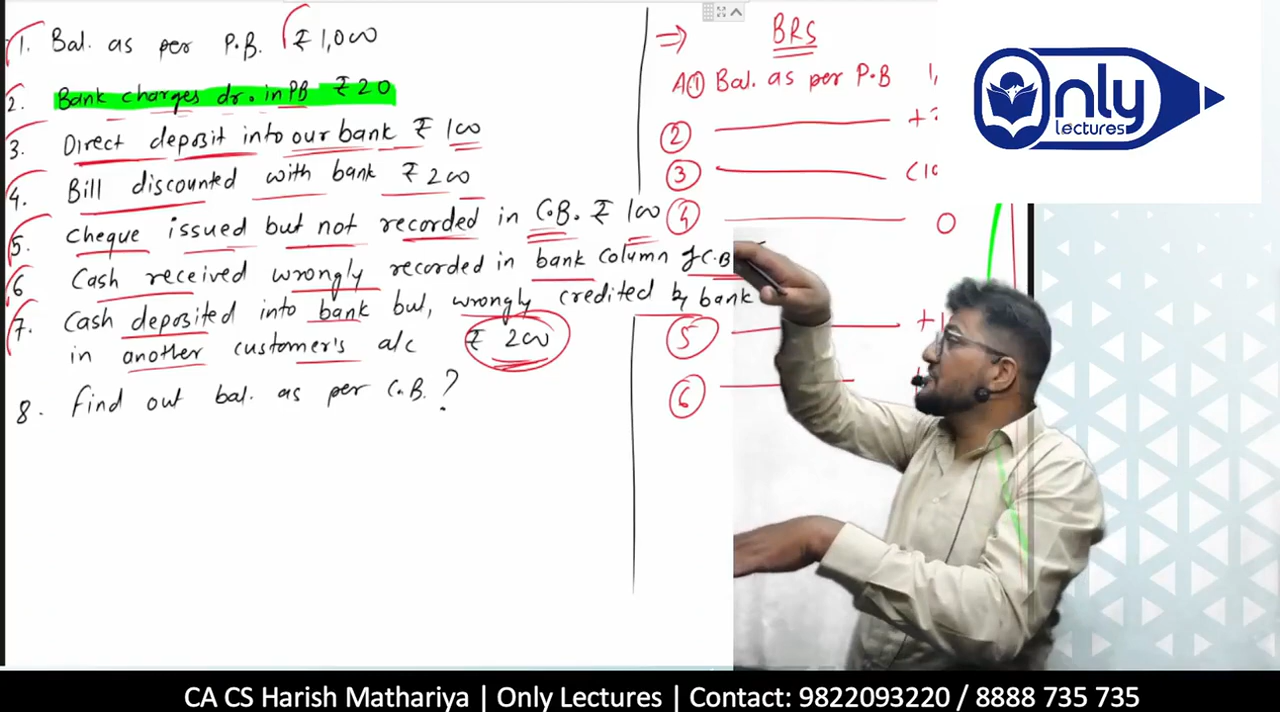 1. Bal. as per P.B. ₹ 1,000
2. Bank charges dr. in PB ₹ 20
3. Direct deposit into our bank ₹ 100
4. Bill discounted with bank ₹ 200
5. Cheque issued but not recorded in C.B. ₹ 100
6 Cash received wrongly recorded in bank column of C.B
7. Cash deposited into bank but, wrongly credited by bank
in another customer's a/c ₹ 200
8. Find out bal. as per C.B. ?
⇒ BRS
A① Bal. as per P.B 1,
②
③
④ 0
⑤
⑥
Only
Lectures
CA CS Harish Mathariya | Only Lectures | Contact: 9822093220 / 8888 735 735